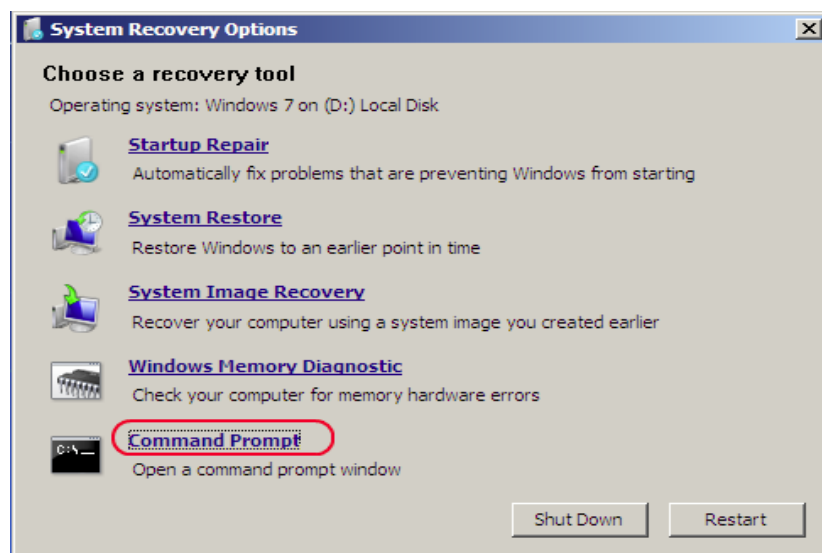 System Recovery Options
Choose a recovery tool
Operating system: Windows 7 on (D:) Local Disk
Startup Repair
Automatically fix problems that are preventing Windows from starting
System Restore
Restore Windows to an earlier point in time
System Image Recovery
Recover your computer using a system image you created earlier
Windows Memory Diagnostic
Check your computer for memory hardware errors
C:\_
Command Prompt
Open a command prompt window
Shut Down
Restart